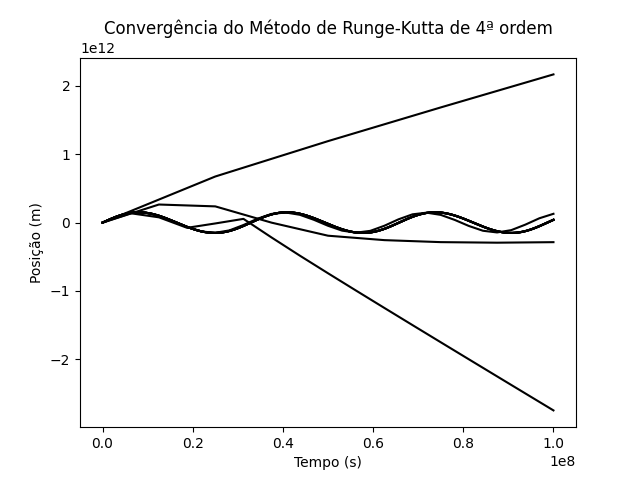 Convergência do Método de Runge-Kutta de 4ª ordem
1e12
2
1
0
−1
−2
Posição (m)
0.0 0.2 0.4 0.6 0.8 1.0
Tempo (s)
1e8